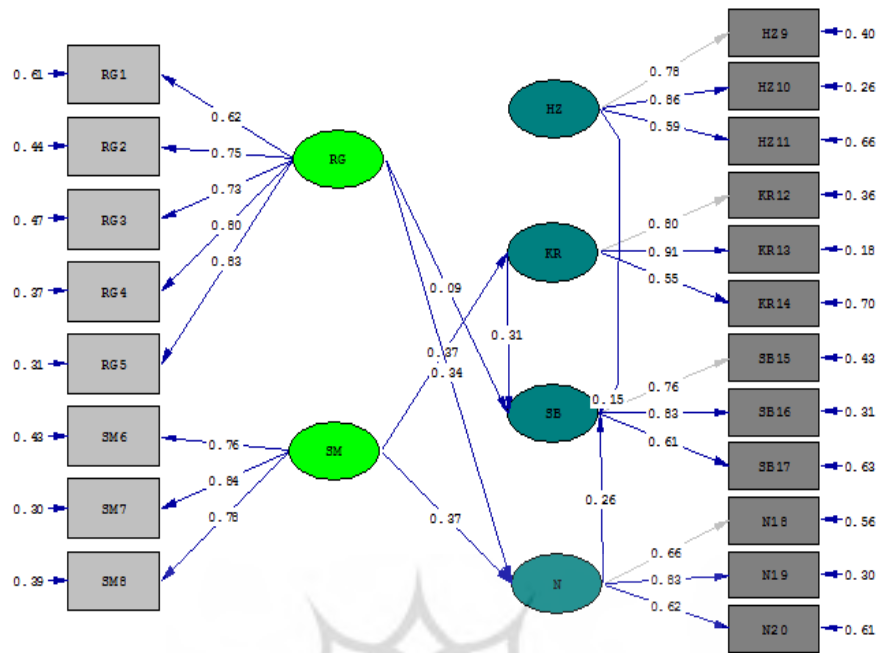 0.61
RG1
0.44
RG2
0.47
RG3
0.37
RG4
0.31
RG5
0.43
SM6
0.30
SM7
0.39
SM8
0.62
0.75
0.73
0.80
0.83
0.76
0.84
0.78
RG
SM
0.09
0.37
0.34
0.37
HZ
KR
0.31
SB
0.15
0.26
N
0.78
0.86
0.59
0.80
0.91
0.55
0.76
0.83
0.61
0.66
0.83
0.62
HZ9
0.40
HZ10
0.26
HZ11
0.66
KR12
0.36
KR13
0.18
KR14
0.70
SB15
0.43
SB16
0.31
SB17
0.63
N18
0.56
N19
0.30
N20
0.61